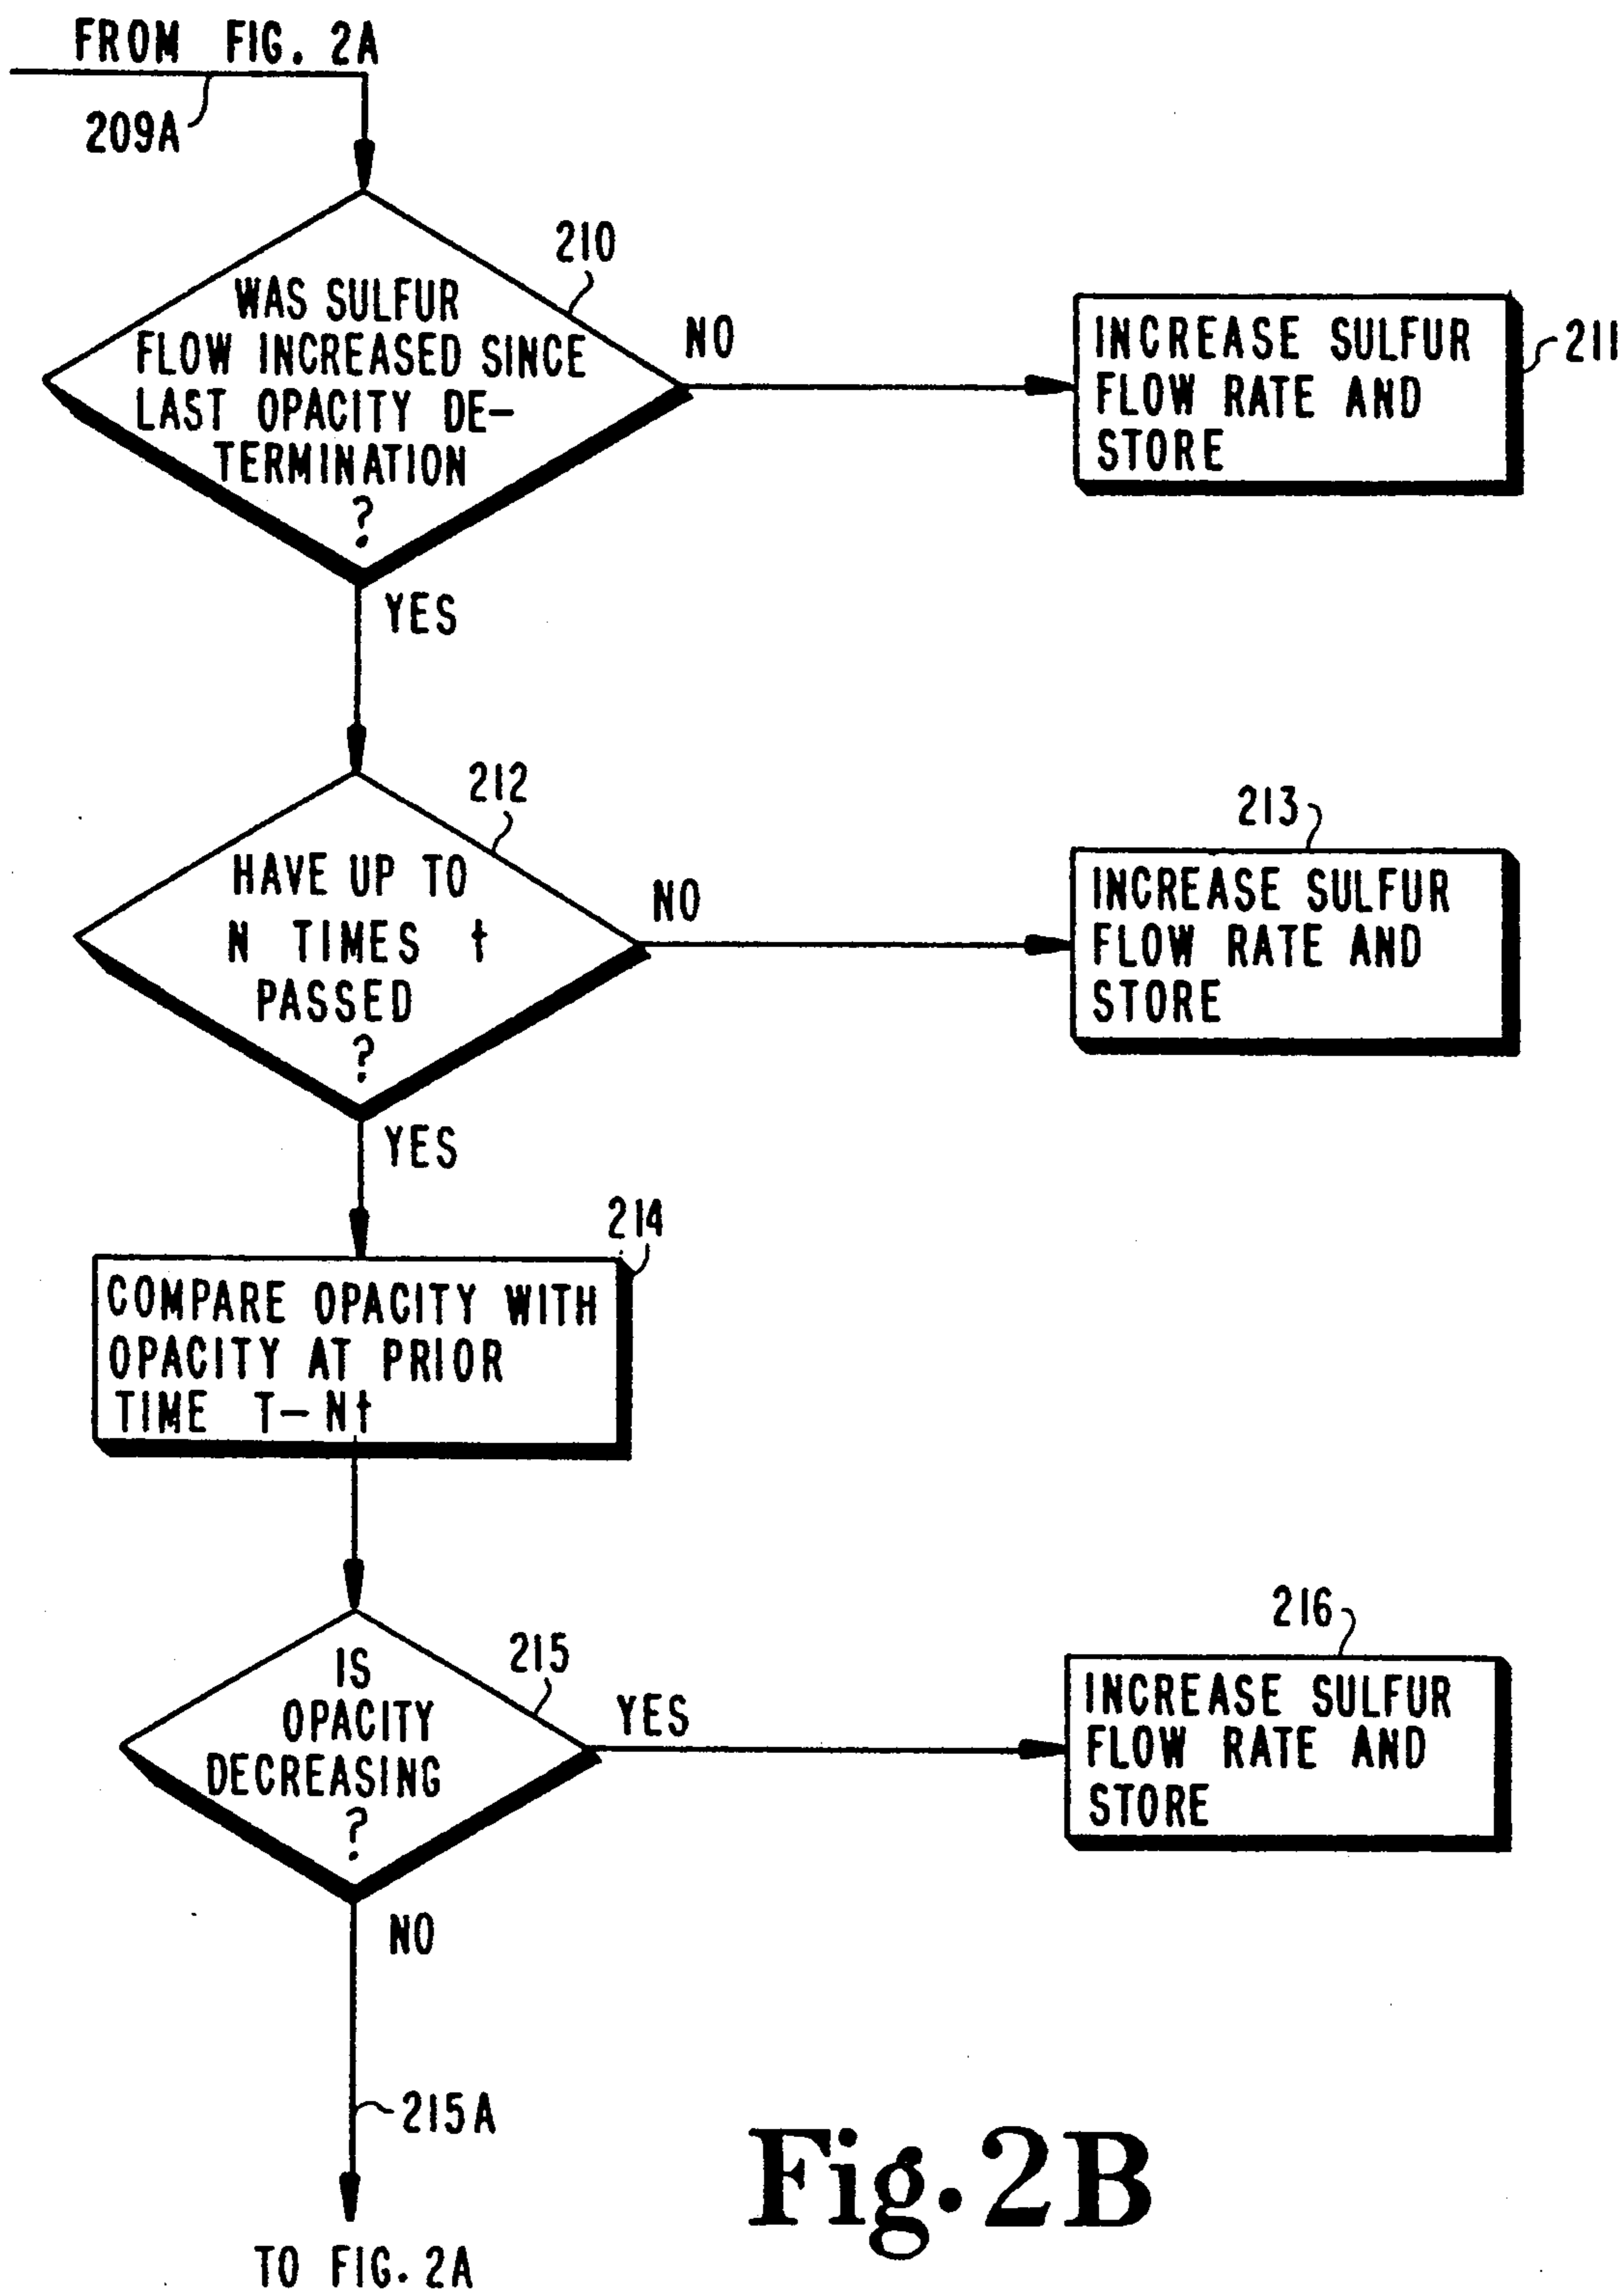 FROM FIG. 2A
209A
210
WAS SULFUR
FLOW INCREASED SINCE
LAST OPACITY DE-
TERMINATION
?
NO
INCREASE SULFUR
FLOW RATE AND
STORE
211
YES
212
HAVE UP TO
N TIMES t
PASSED
?
NO
213
INCREASE SULFUR
FLOW RATE AND
STORE
YES
214
COMPARE OPACITY WITH
OPACITY AT PRIOR
TIME T-Nt
215
IS
OPACITY
DECREASING
?
YES
216
INCREASE SULFUR
FLOW RATE AND
STORE
NO
215A
TO FIG. 2A
Fig. 2B